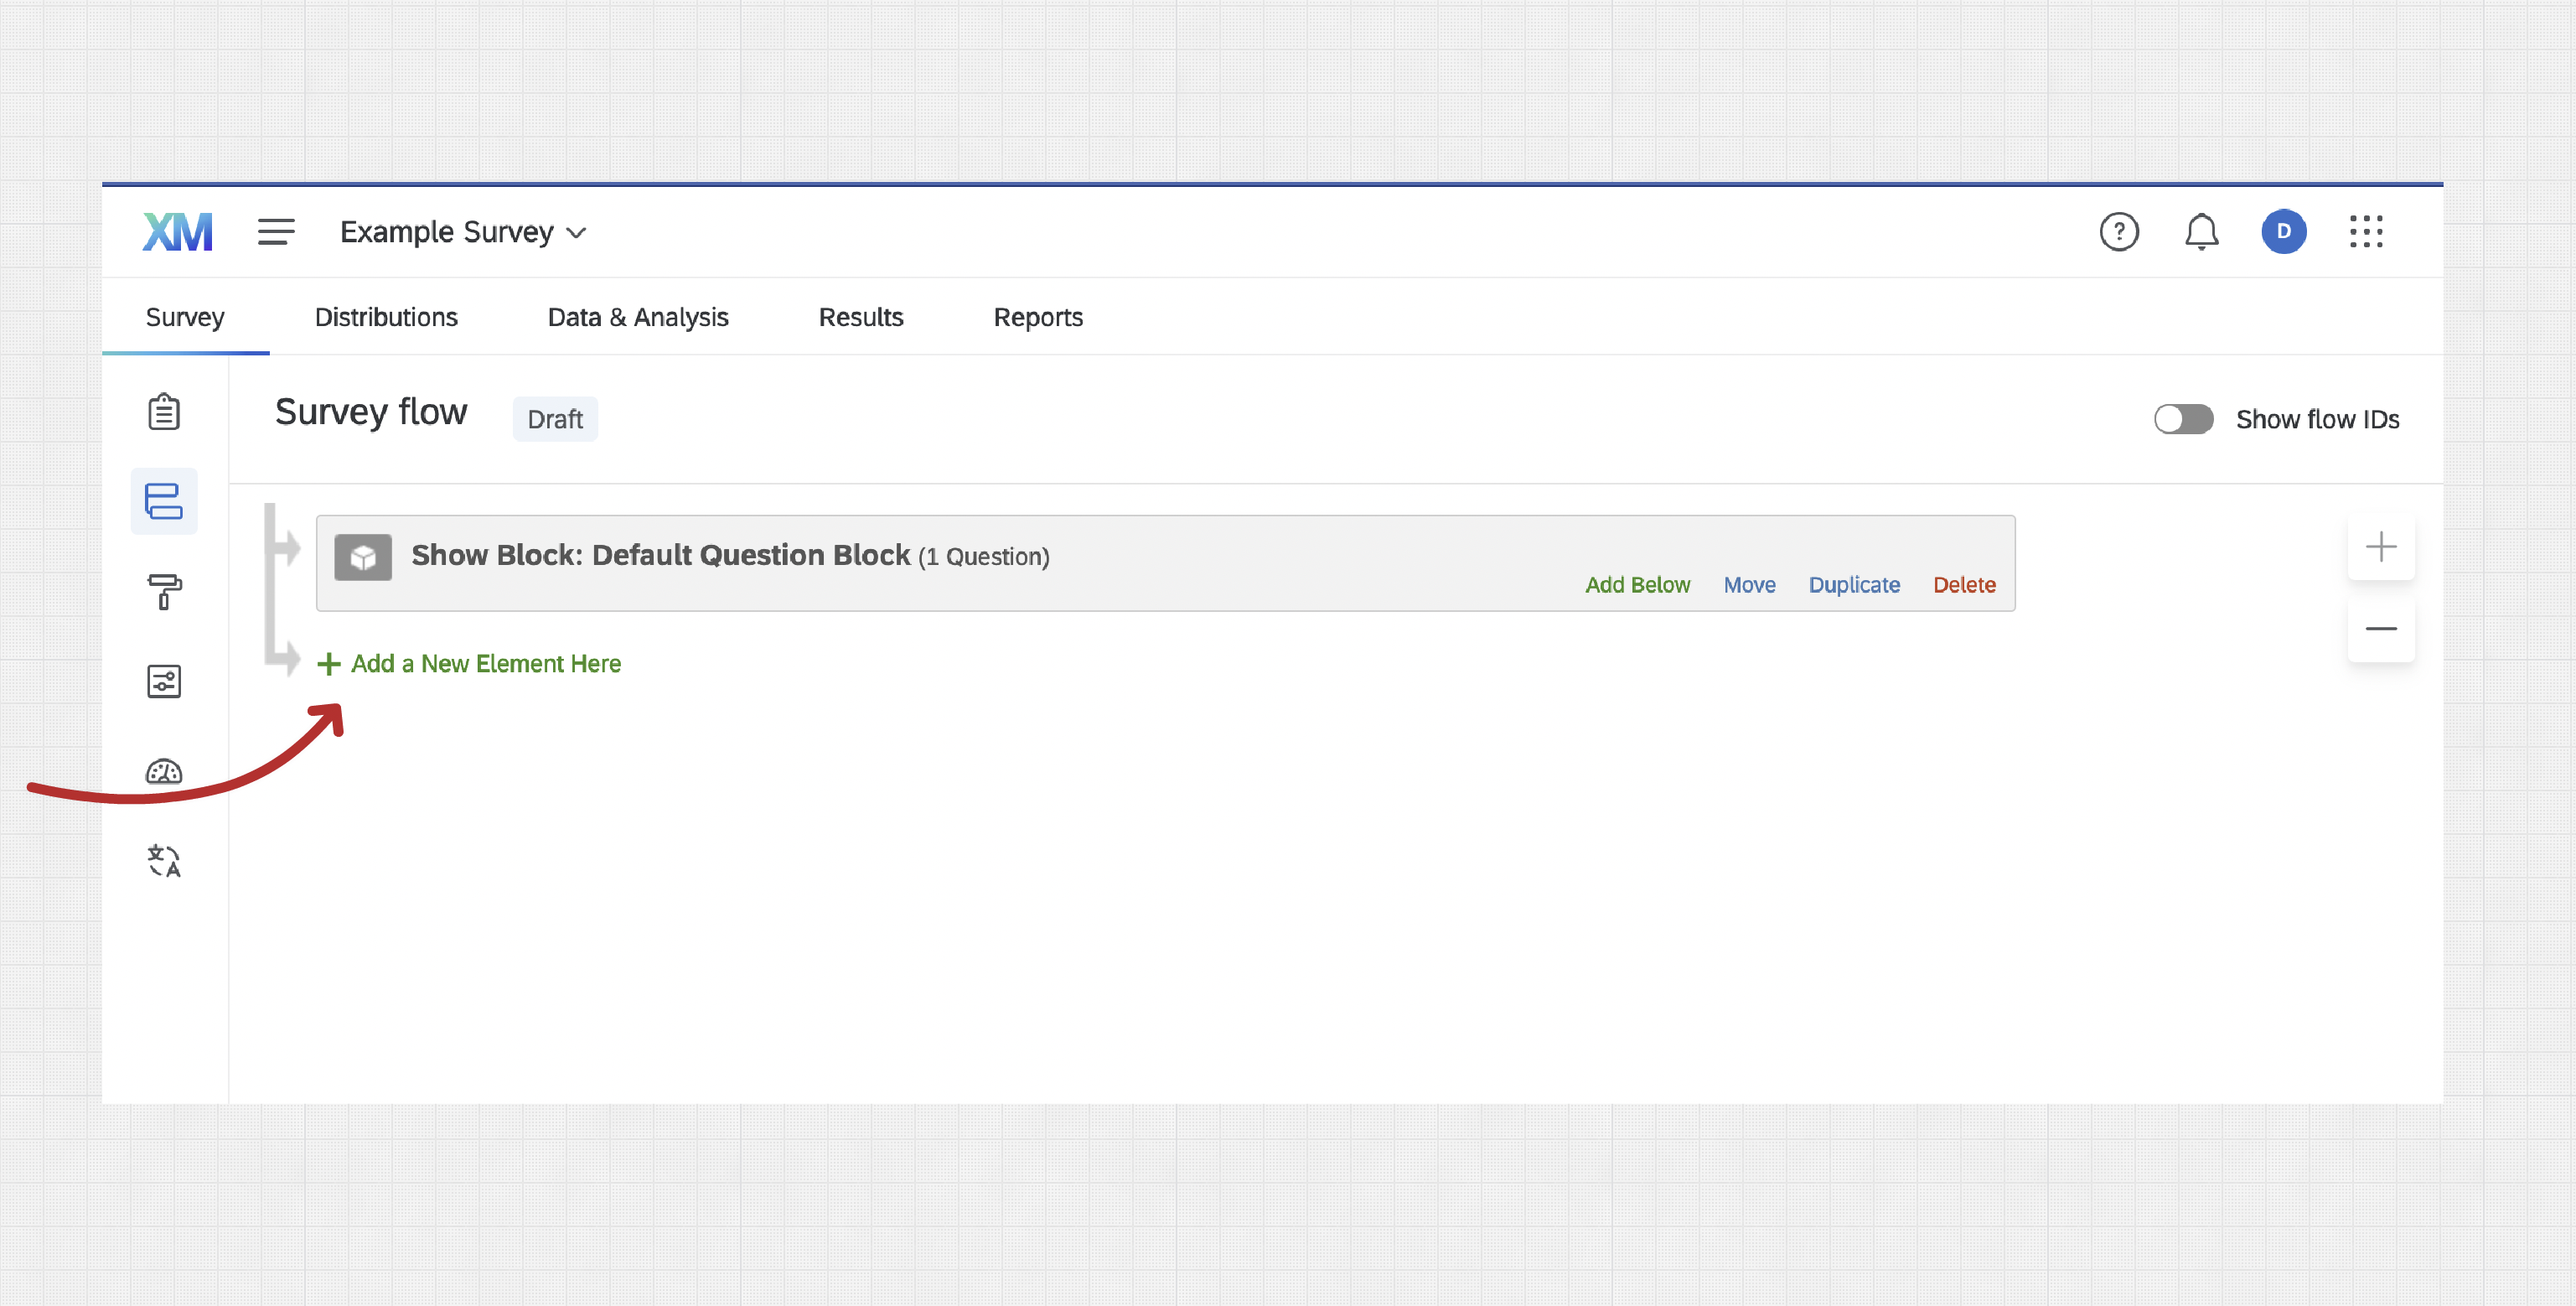 XM Example Survey
D
Survey Distributions Data & Analysis Results Reports
Survey flow Draft Show flow IDs
Show Block: Default Question Block (1 Question)
Add Below Move Duplicate Delete
Add a New Element Here
文 A